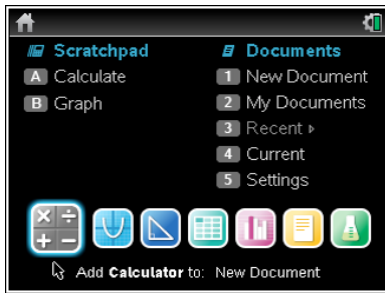 Scratchpad
A Calculate
B Graph
Documents
1 New Document
2 My Documents
3 Recent ▸
4 Current
5 Settings
Add Calculator to: New Document